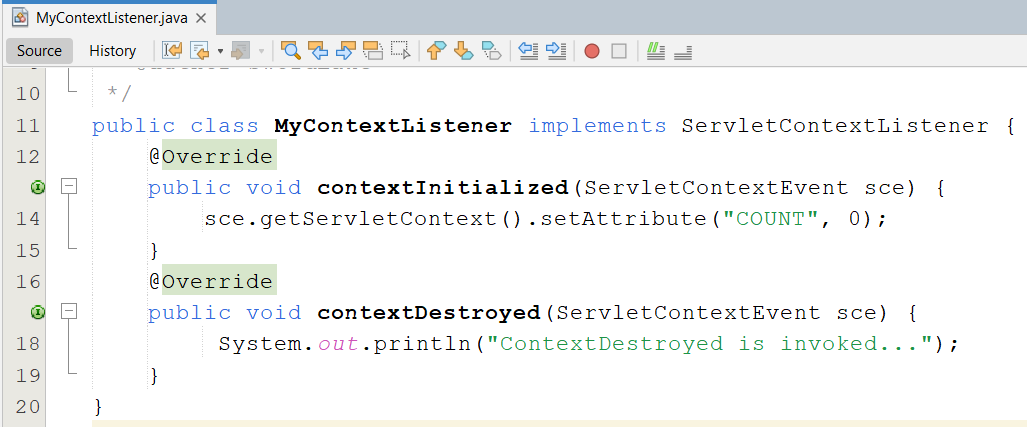 MyContextListener.java
Source History
10 */
11 public class MyContextListener implements ServletContextListener {
12 @Override
public void contextInitialized(ServletContextEvent sce) {
14 sce.getServletContext().setAttribute("COUNT", 0);
15 }
16 @Override
public void contextDestroyed(ServletContextEvent sce) {
18 System.out.println("ContextDestroyed is invoked...");
19 }
20 }